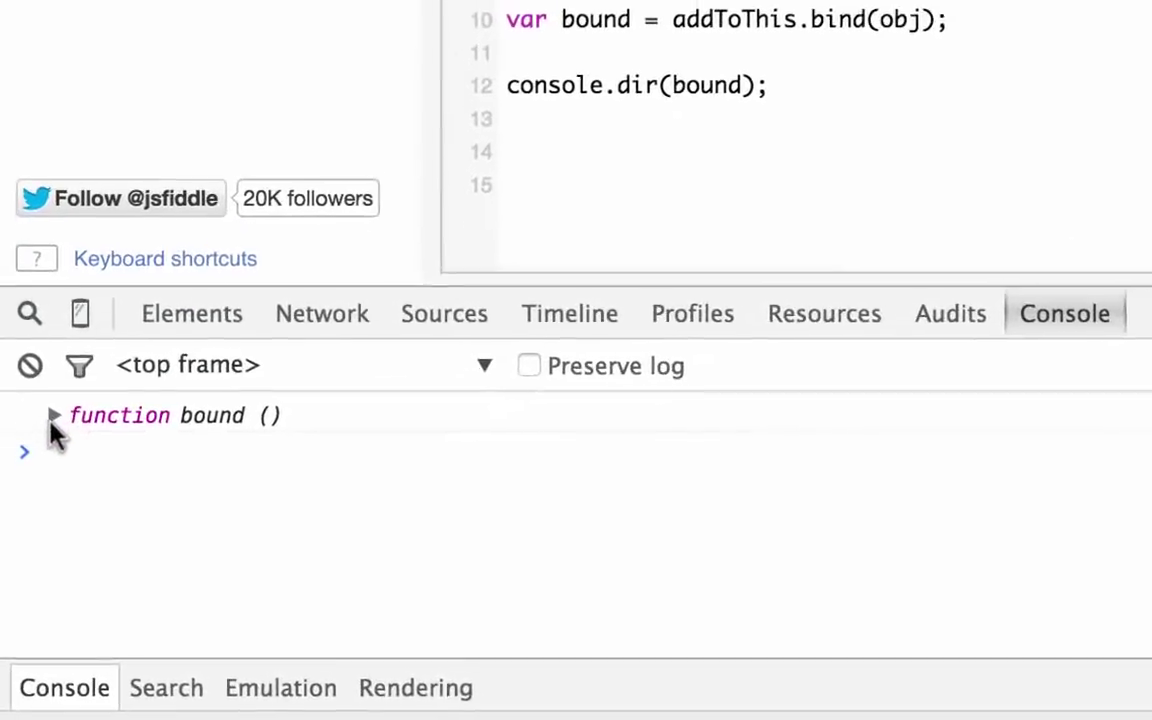 10 var bound = addToThis.bind(obj);
11
12 console.dir(bound);
13
14
15
Follow @jsfiddle 20K followers
? Keyboard shortcuts
Elements Network Sources Timeline Profiles Resources Audits Console
<top frame> ▼ Preserve log
function bound ()
>
Console Search Emulation Rendering